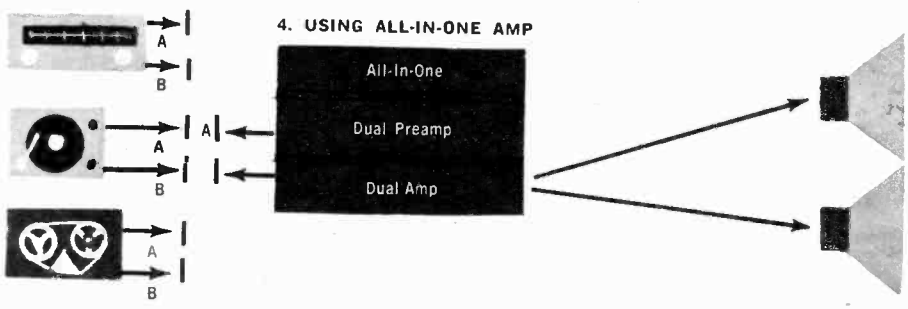 4. USING ALL-IN-ONE AMP
A
B
All-In-One
A
A
Dual Preamp
B
Dual Amp
A
B